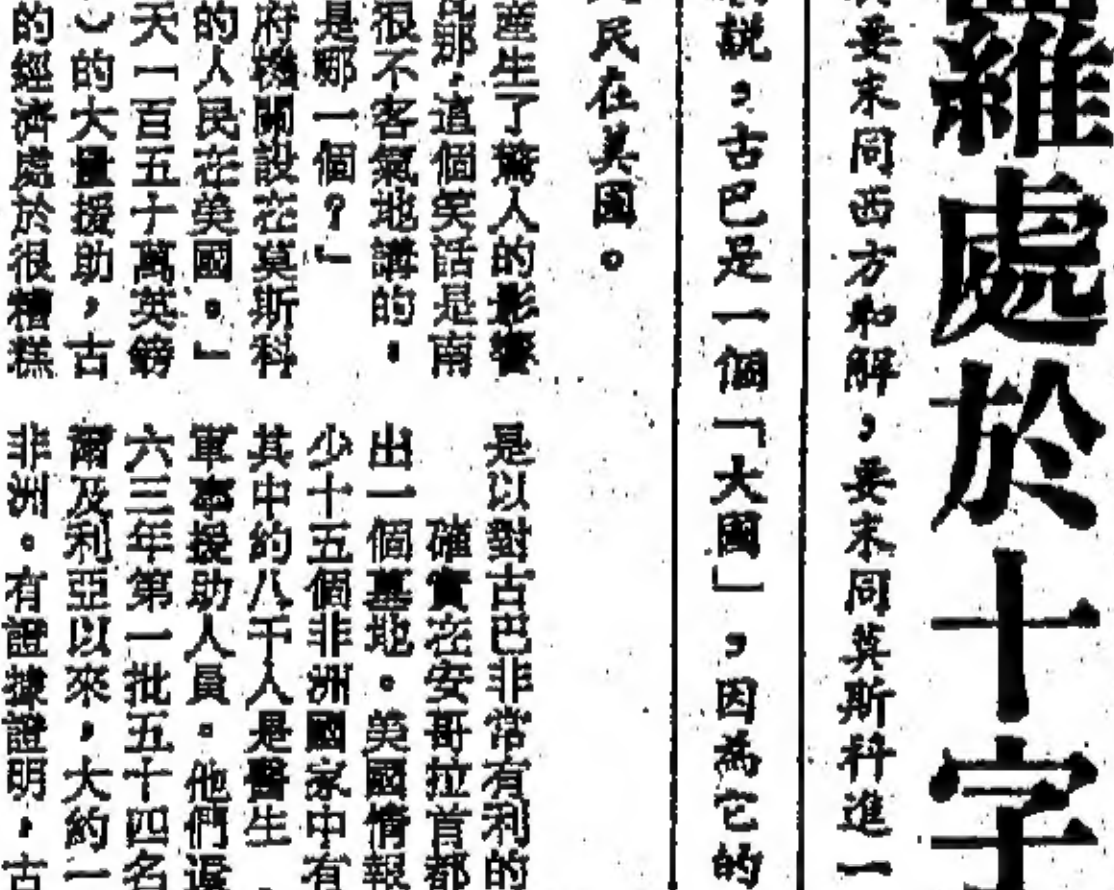 羅處於十字
要末同西方和解，要末同莫斯科進一
說，古巴是一個「大國」，因為它的
民在美國。
產生了驚人的影響
那，這個笑話是南
很不客氣地講的。
是哪一個？」
府機關設在莫斯科
的人民在美國。」
天一百五十萬英鎊
）的大量援助，古
的經濟處於很糟糕
是以對古巴非常有利的
確實在安哥拉首都
出一個墓地。美國情報
少十五個非洲國家中有
其中約八千人是醫生、
軍事援助人員。他們返
六三年第一批五十四名
爾及利亞以來，大約一
非洲。有證據證明，古